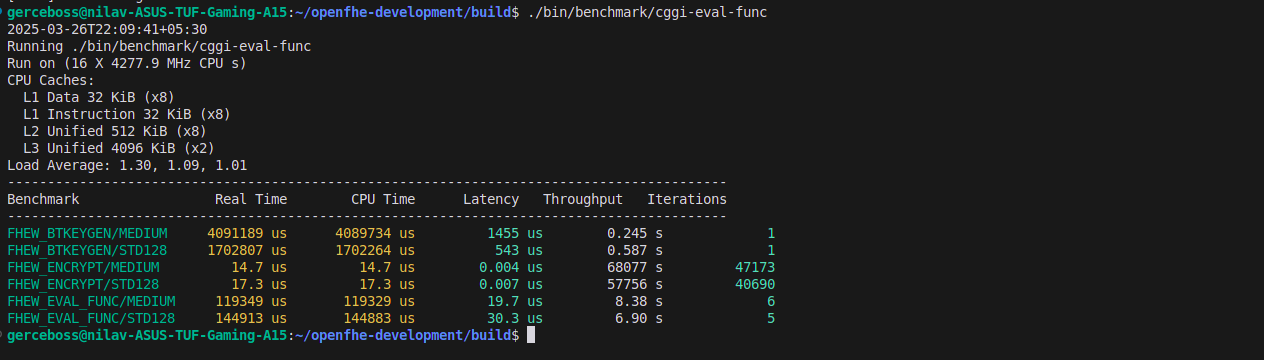 gerceboss@nilav-ASUS-TUF-Gaming-A15:~/openfhe-development/build$ ./bin/benchmark/cggi-eval-func
2025-03-26T22:09:41+05:30
Running ./bin/benchmark/cggi-eval-func
Run on (16 X 4277.9 MHz CPU s)
CPU Caches:
  L1 Data 32 KiB (x8)
  L1 Instruction 32 KiB (x8)
  L2 Unified 512 KiB (x8)
  L3 Unified 4096 KiB (x2)
Load Average: 1.30, 1.09, 1.01
------------------------------------------------------------------------------------------
Benchmark                 Real Time        CPU Time      Latency   Throughput   Iterations
------------------------------------------------------------------------------------------
FHEW_BTKEYGEN/MEDIUM     4091189 us      4089734 us         1455 us        0.245 s             1
FHEW_BTKEYGEN/STD128     1702807 us      1702264 us          543 us        0.587 s             1
FHEW_ENCRYPT/MEDIUM         14.7 us         14.7 us        0.004 us        68077 s         47173
FHEW_ENCRYPT/STD128         17.3 us         17.3 us        0.007 us        57756 s         40690
FHEW_EVAL_FUNC/MEDIUM     119349 us       119329 us         19.7 us         8.38 s             6
FHEW_EVAL_FUNC/STD128     144913 us       144883 us         30.3 us         6.90 s             5
gerceboss@nilav-ASUS-TUF-Gaming-A15:~/openfhe-development/build$